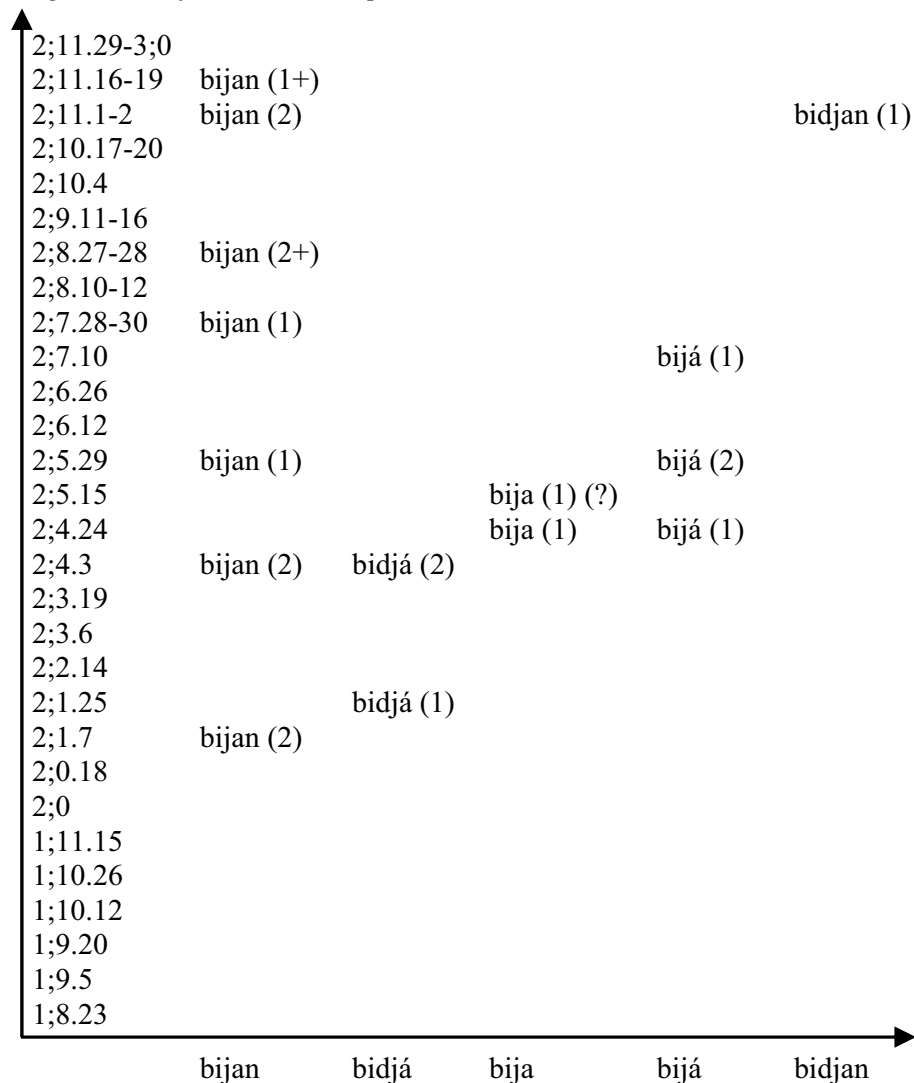 2;11.29-3;0
2;11.16-19 bijan (1+)
2;11.1-2 bijan (2) bidjan (1)
2;10.17-20
2;10.4
2;9.11-16
2;8.27-28 bijan (2+)
2;8.10-12
2;7.28-30 bijan (1)
2;7.10 bijá (1)
2;6.26
2;6.12
2;5.29 bijan (1) bijá (2)
2;5.15 bija (1) (?)
2;4.24 bija (1) bijá (1)
2;4.3 bijan (2) bidjá (2)
2;3.19
2;3.6
2;2.14
2;1.25 bidjá (1)
2;1.7 bijan (2)
2;0.18
2;0
1;11.15
1;10.26
1;10.12
1;9.20
1;9.5
1;8.23
bijan bidjá bija bijá bidjan